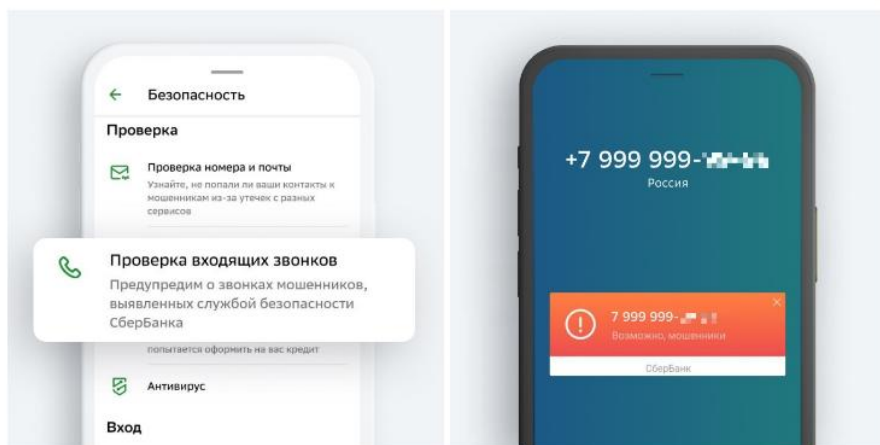 Безопасность
Проверка
Проверка номера и почты
Узнайте, не попали ли ваши контакты к
мошенникам из-за утечек с разных
сервисов
Проверка входящих звонков
Предупредим о звонках мошенников,
выявленных службой безопасности
СберБанка
попытается оформить на вас кредит
Антивирус
Вход
+7 999 999-
Россия
7 999 999-
Возможно, мошенники
СберБанк